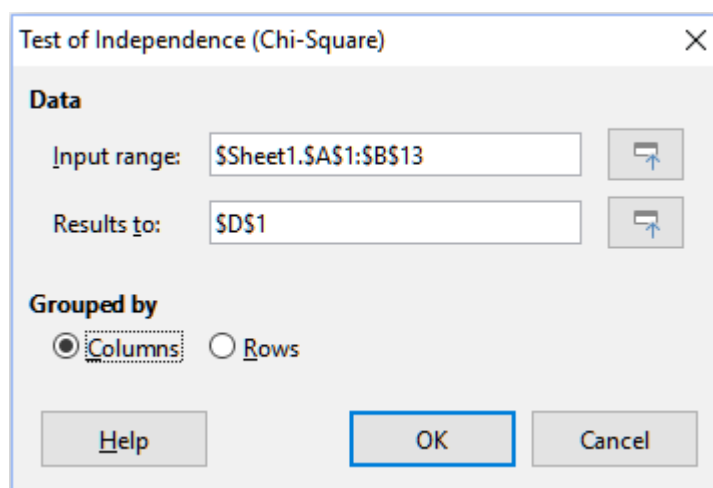 Test of Independence (Chi-Square)
Data
Input range: $Sheet1.$A$1:$B$13
Results to: $D$1
Grouped by
Columns Rows
Help OK Cancel